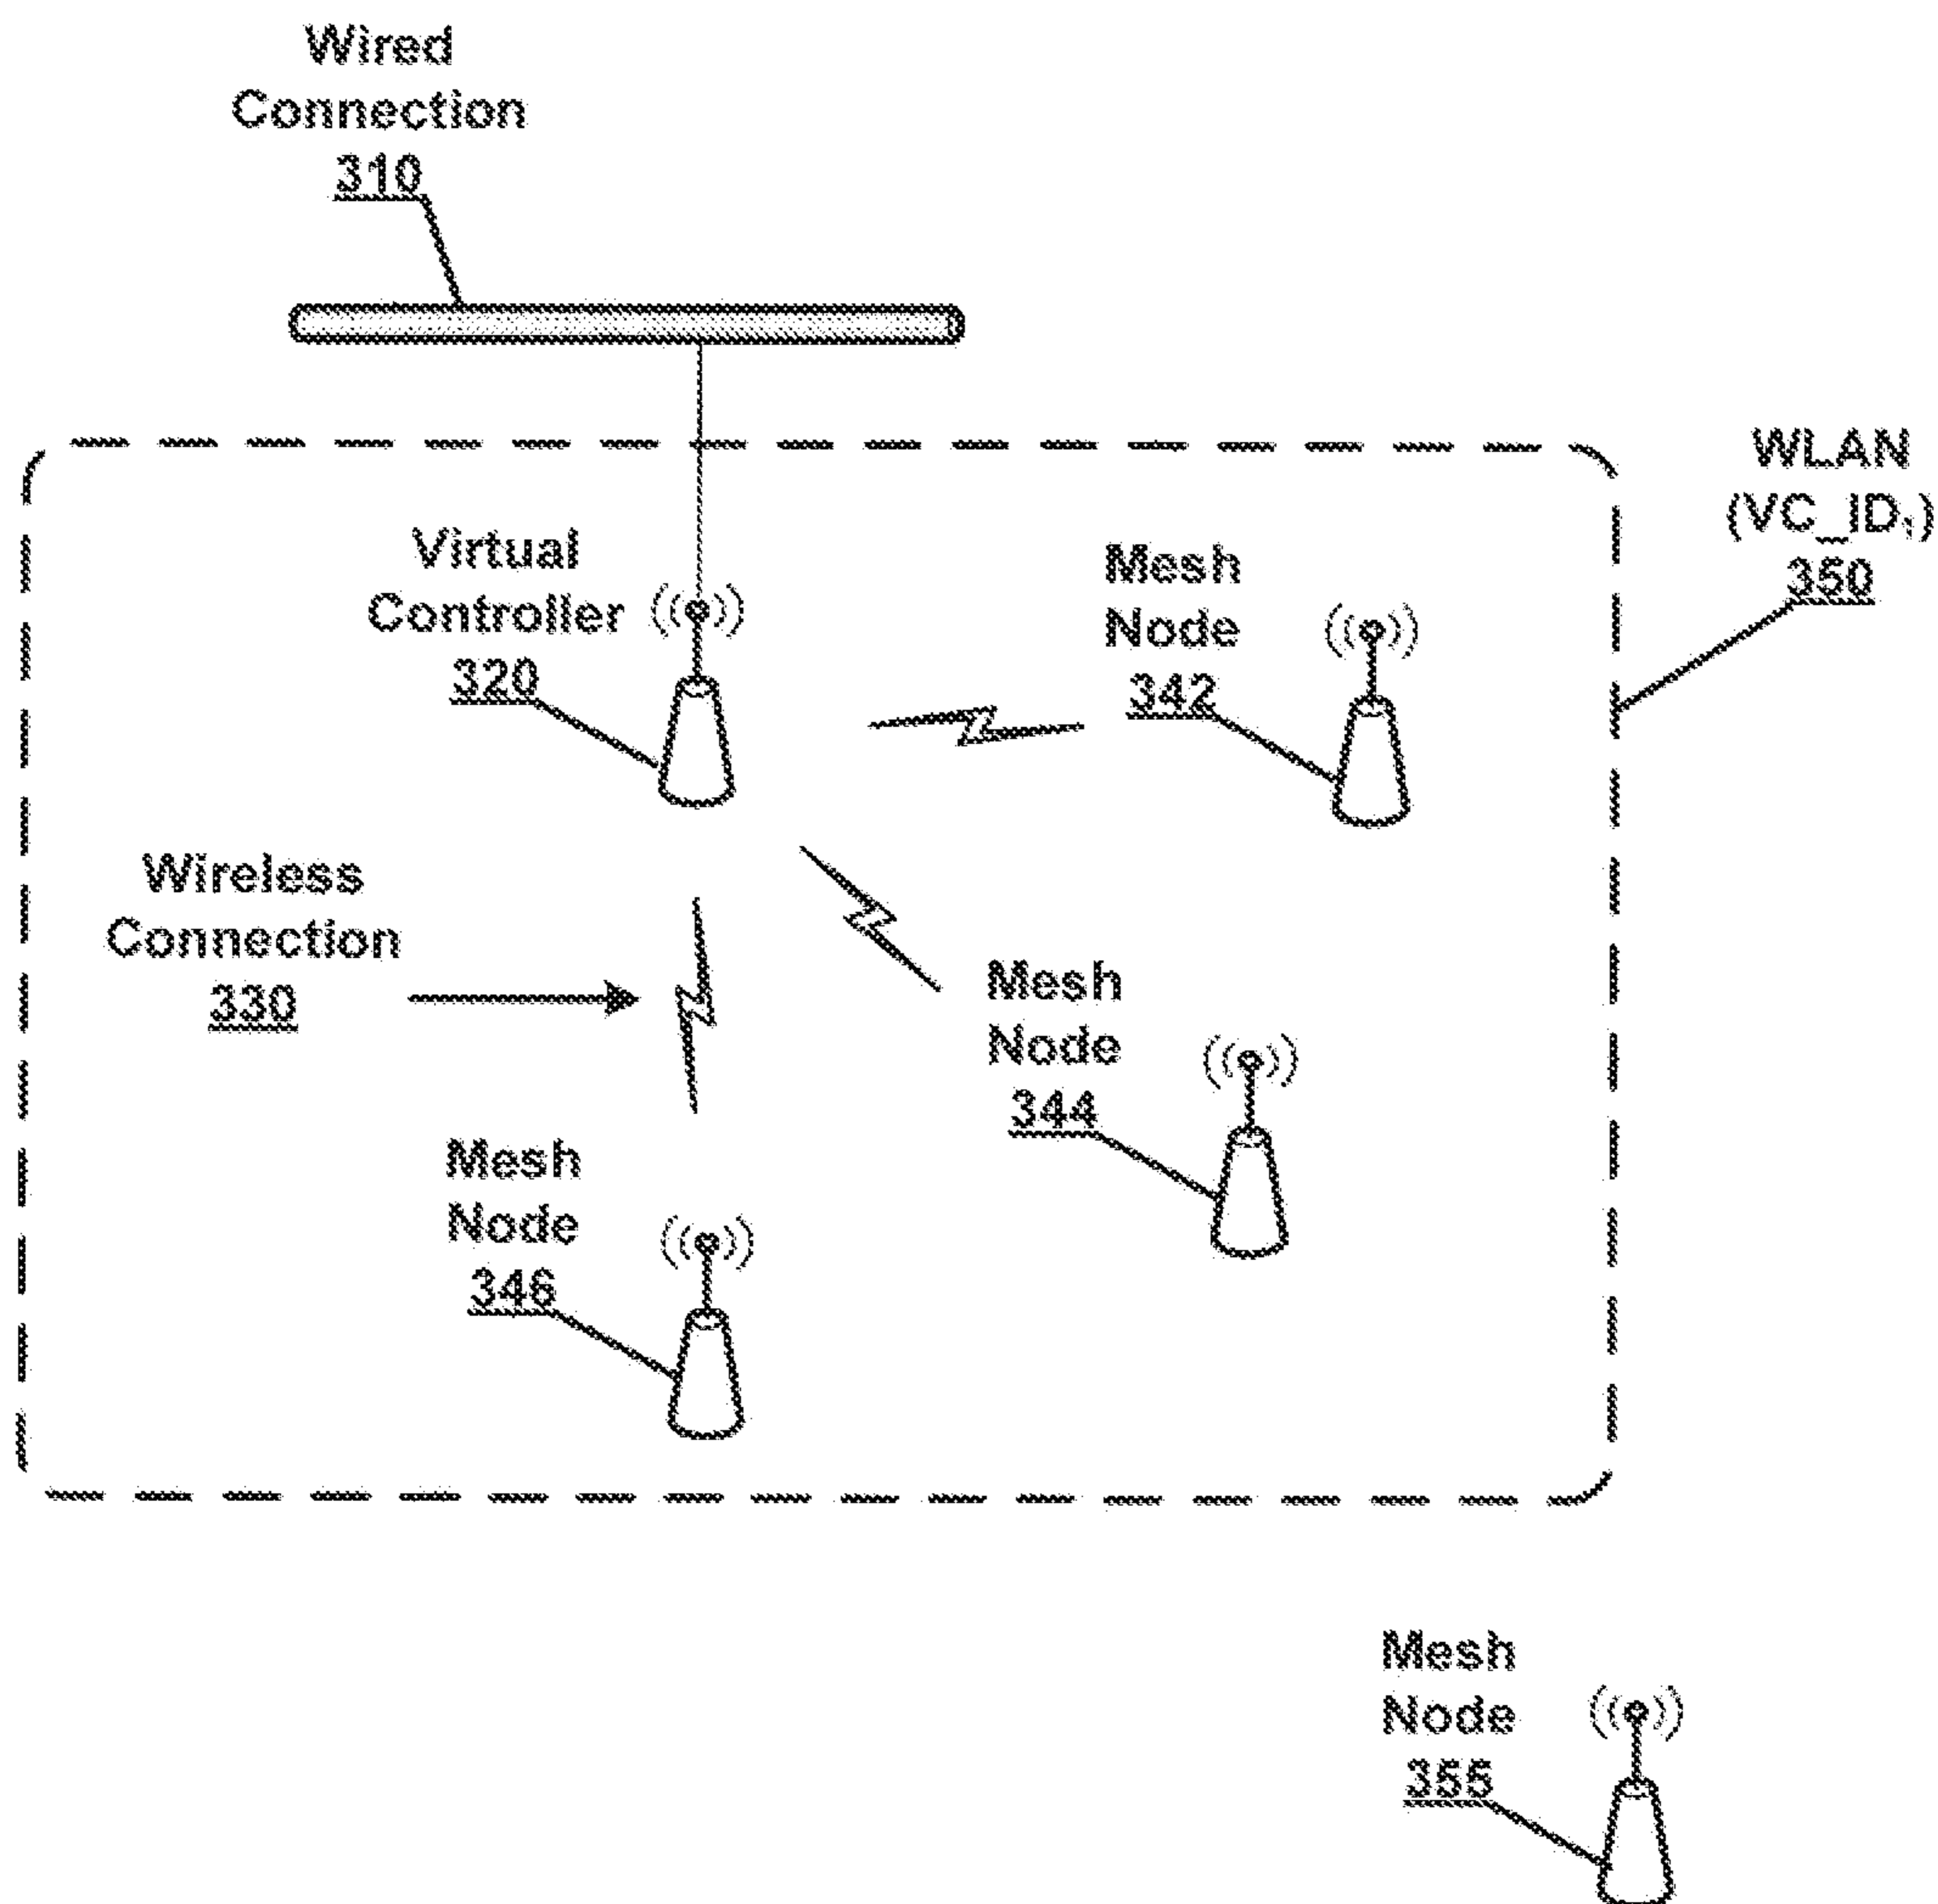 Wired
Connection
310
WLAN
(VC_ID₁)
350
Virtual
Controller
320
Mesh
Node
342
Wireless
Connection
330
Mesh
Node
344
Mesh
Node
346
Mesh
Node
355